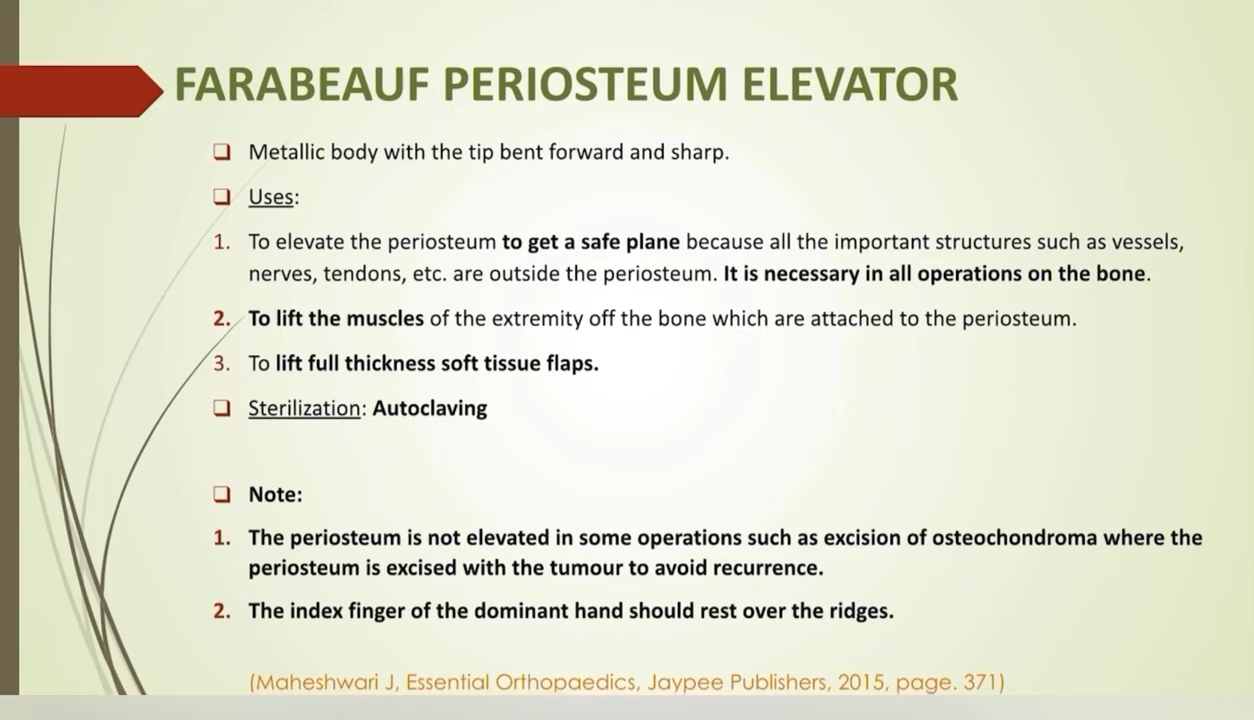 FARABEAUF PERIOSTEUM ELEVATOR
❑ Metallic body with the tip bent forward and sharp.
❑ Uses:
1. To elevate the periosteum to get a safe plane because all the important structures such as vessels,
nerves, tendons, etc. are outside the periosteum. It is necessary in all operations on the bone.
2. To lift the muscles of the extremity off the bone which are attached to the periosteum.
3. To lift full thickness soft tissue flaps.
❑ Sterilization: Autoclaving
❑ Note:
1. The periosteum is not elevated in some operations such as excision of osteochondroma where the
periosteum is excised with the tumour to avoid recurrence.
2. The index finger of the dominant hand should rest over the ridges.
(Maheshwari J, Essential Orthopaedics, Jaypee Publishers, 2015, page. 371)